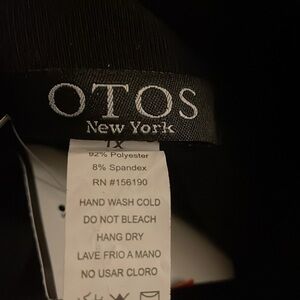 OTOS
New York
1X
92% Polyester
8% Spandex
RN #156190
HAND WASH COLD
DO NOT BLEACH
HANG DRY
LAVE FRIO A MANO
NO USAR CLORO